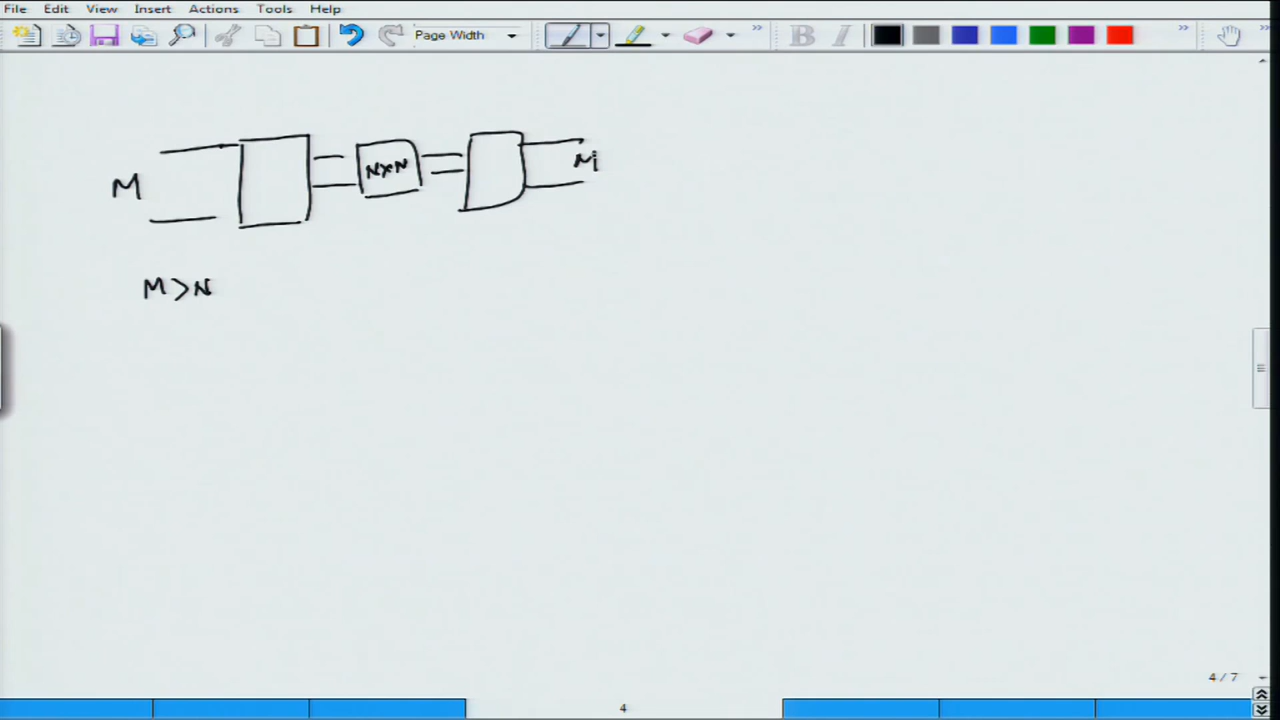 File Edit View Insert Actions Tools Help
Page Width
B I
M
N×N
M
M>N
4 / 7
4